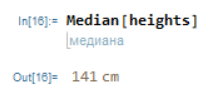 In[16]:= Median[heights]
медиана
Out[16]= 141 cm